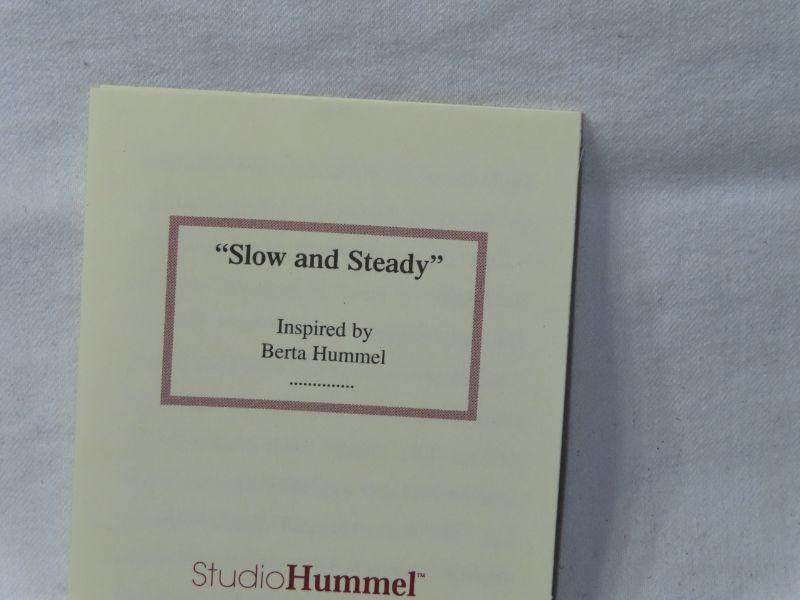 “Slow and Steady”
Inspired by
Berta Hummel
..............
StudioHummel™